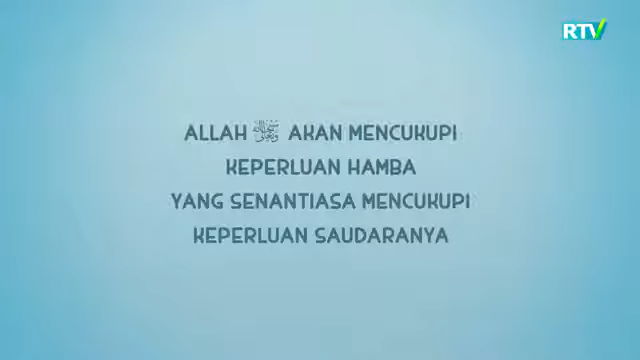 RTV
ALLAH ﷾ AKAN MENCUKUPI
KEPERLUAN HAMBA
YANG SENANTIASA MENCUKUPI
KEPERLUAN SAUDARANYA